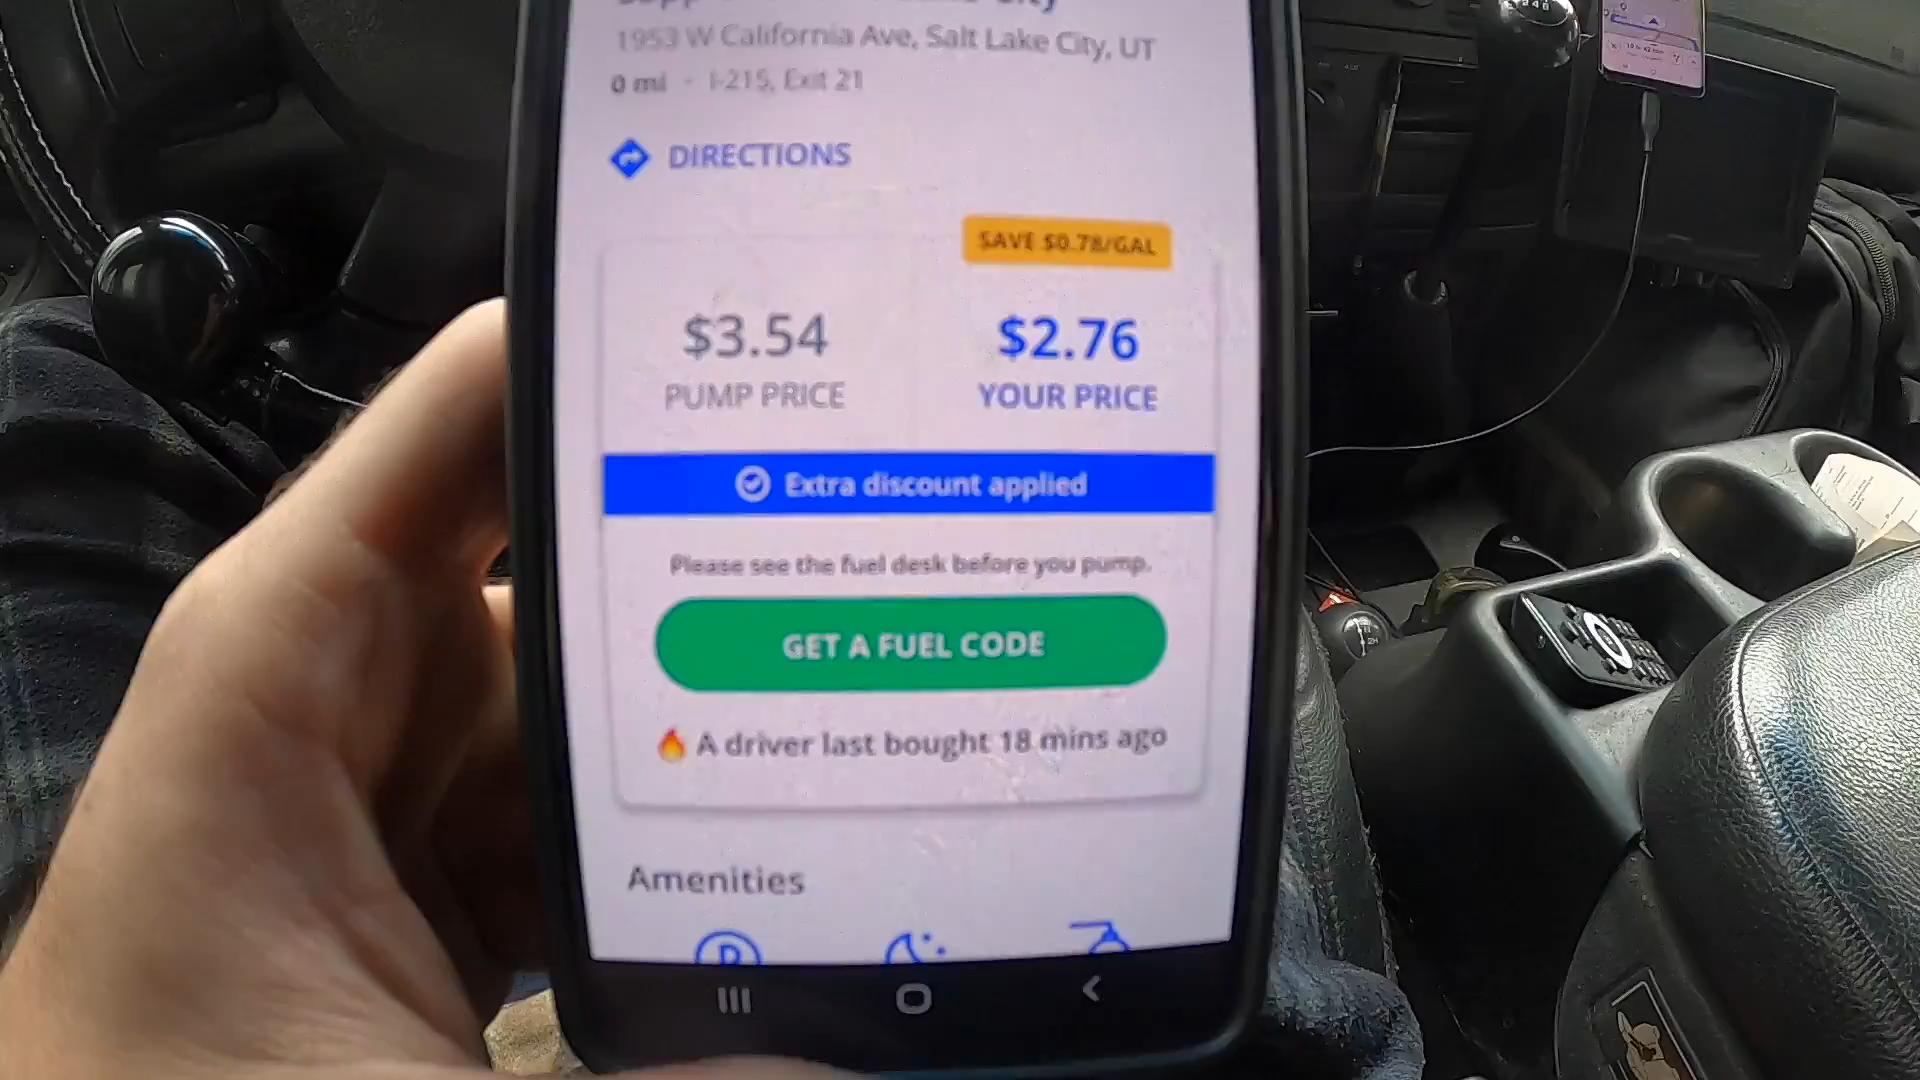 1953 W California Ave, Salt Lake City, UT
0 mi - I-215, Exit 21
DIRECTIONS
SAVE $0.78/GAL
$3.54
PUMP PRICE
$2.76
YOUR PRICE
Extra discount applied
Please see the fuel desk before you pump.
GET A FUEL CODE
A driver last bought 18 mins ago
Amenities